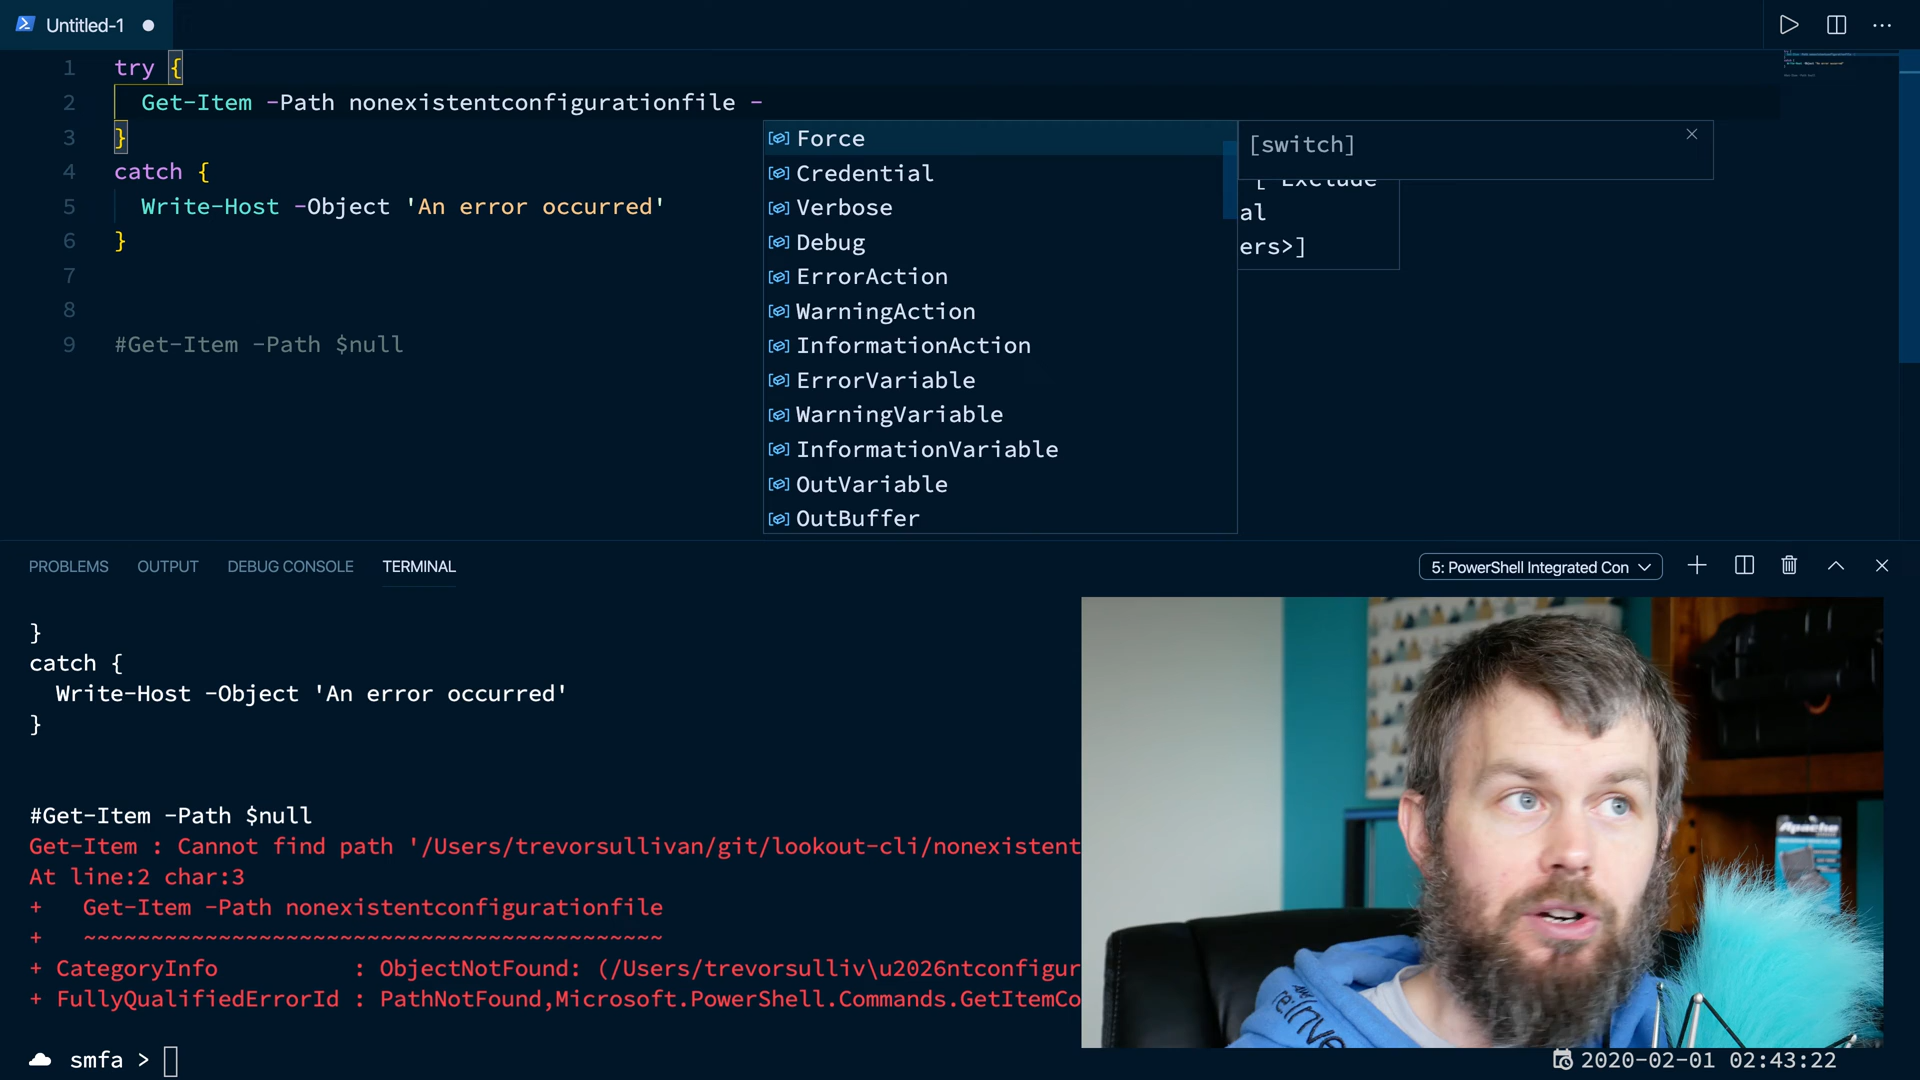 Untitled-1
1 try {
2 Get-Item -Path nonexistentconfigurationfile -
3 }
4 catch {
5 Write-Host -Object 'An error occurred'
6 }
7
8
9 #Get-Item -Path $null
Force
Credential
Verbose
Debug
ErrorAction
WarningAction
InformationAction
ErrorVariable
WarningVariable
InformationVariable
OutVariable
OutBuffer
[switch]
[ Exclude
al
ers>]
PROBLEMS OUTPUT DEBUG CONSOLE TERMINAL
5: PowerShell Integrated Con
}
catch {
Write-Host -Object 'An error occurred'
}
#Get-Item -Path $null
Get-Item : Cannot find path '/Users/trevorsullivan/git/lookout-cli/nonexistent
At line:2 char:3
+ Get-Item -Path nonexistentconfigurationfile
+ ~~~~~~~~~~~~~~~~~~~~~~~~~~~~~~~~~~~~~~~~~~~
+ CategoryInfo : ObjectNotFound: (/Users/trevorsulliv\u2026ntconfigur
+ FullyQualifiedErrorId : PathNotFound,Microsoft.PowerShell.Commands.GetItemCo
smfa >
Apache
re:Inve
2020-02-01 02:43:22